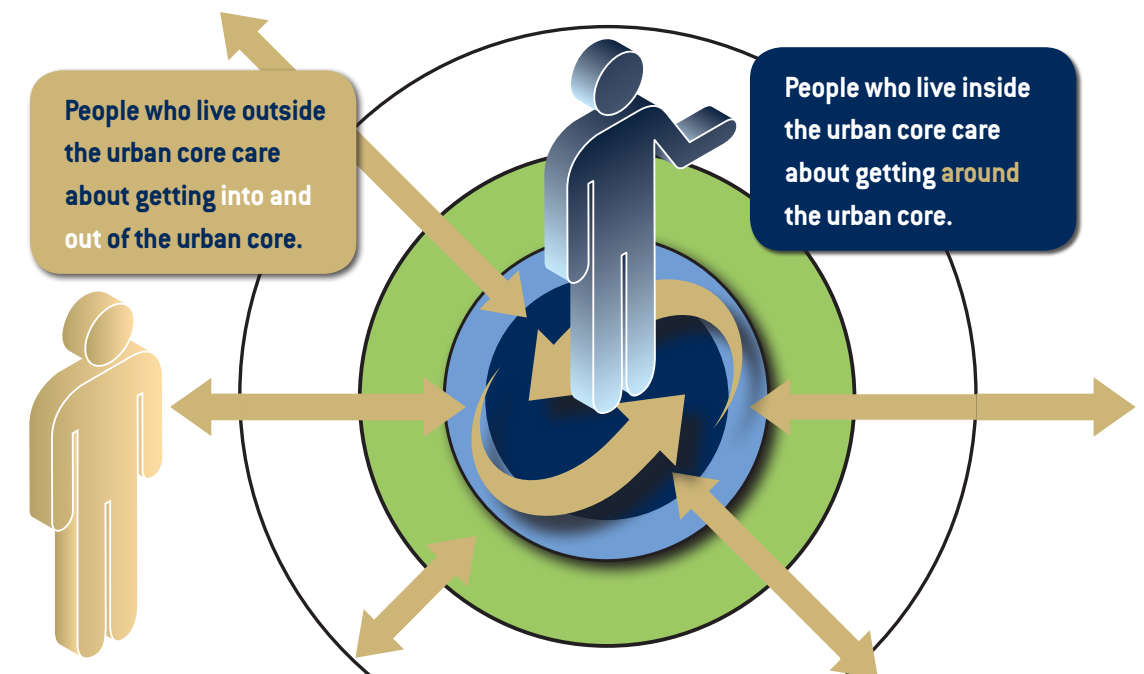 People who live outside
the urban core care
about getting into and
out of the urban core.
People who live inside
the urban core care
about getting around
the urban core.